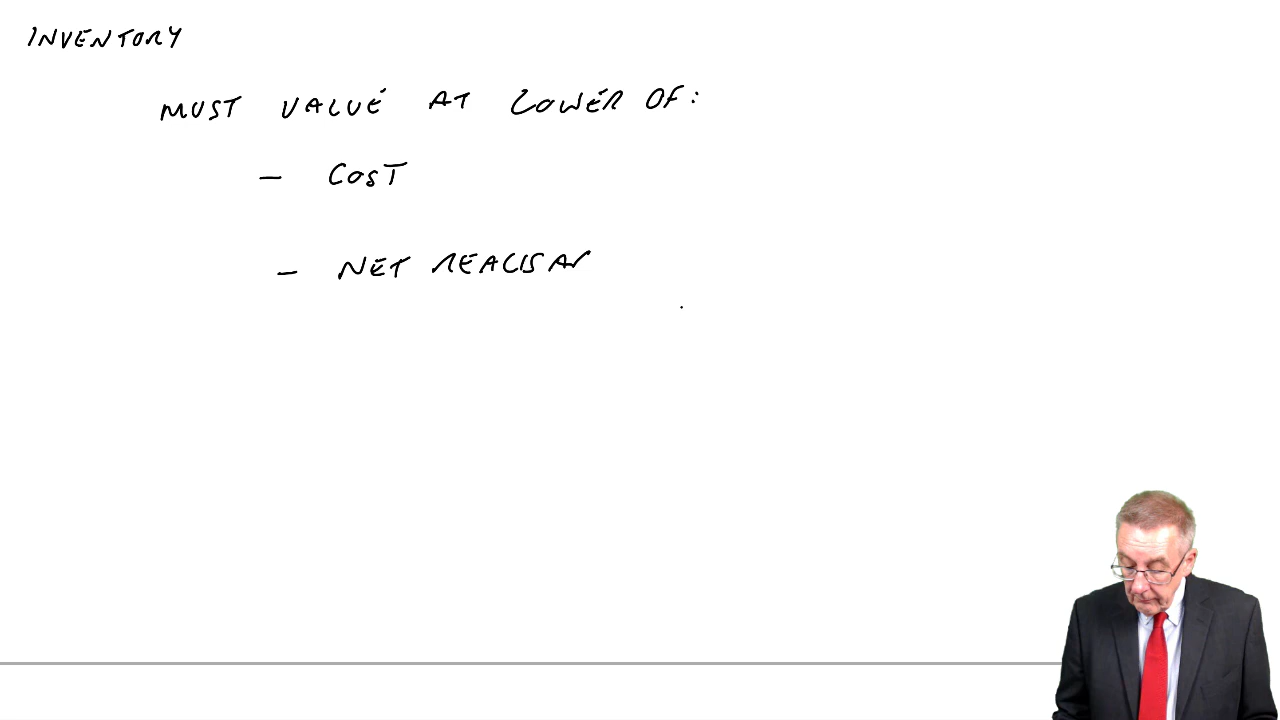 INVENTORY
MUST VALUE AT LOWER OF:
- COST
- NET REALISA